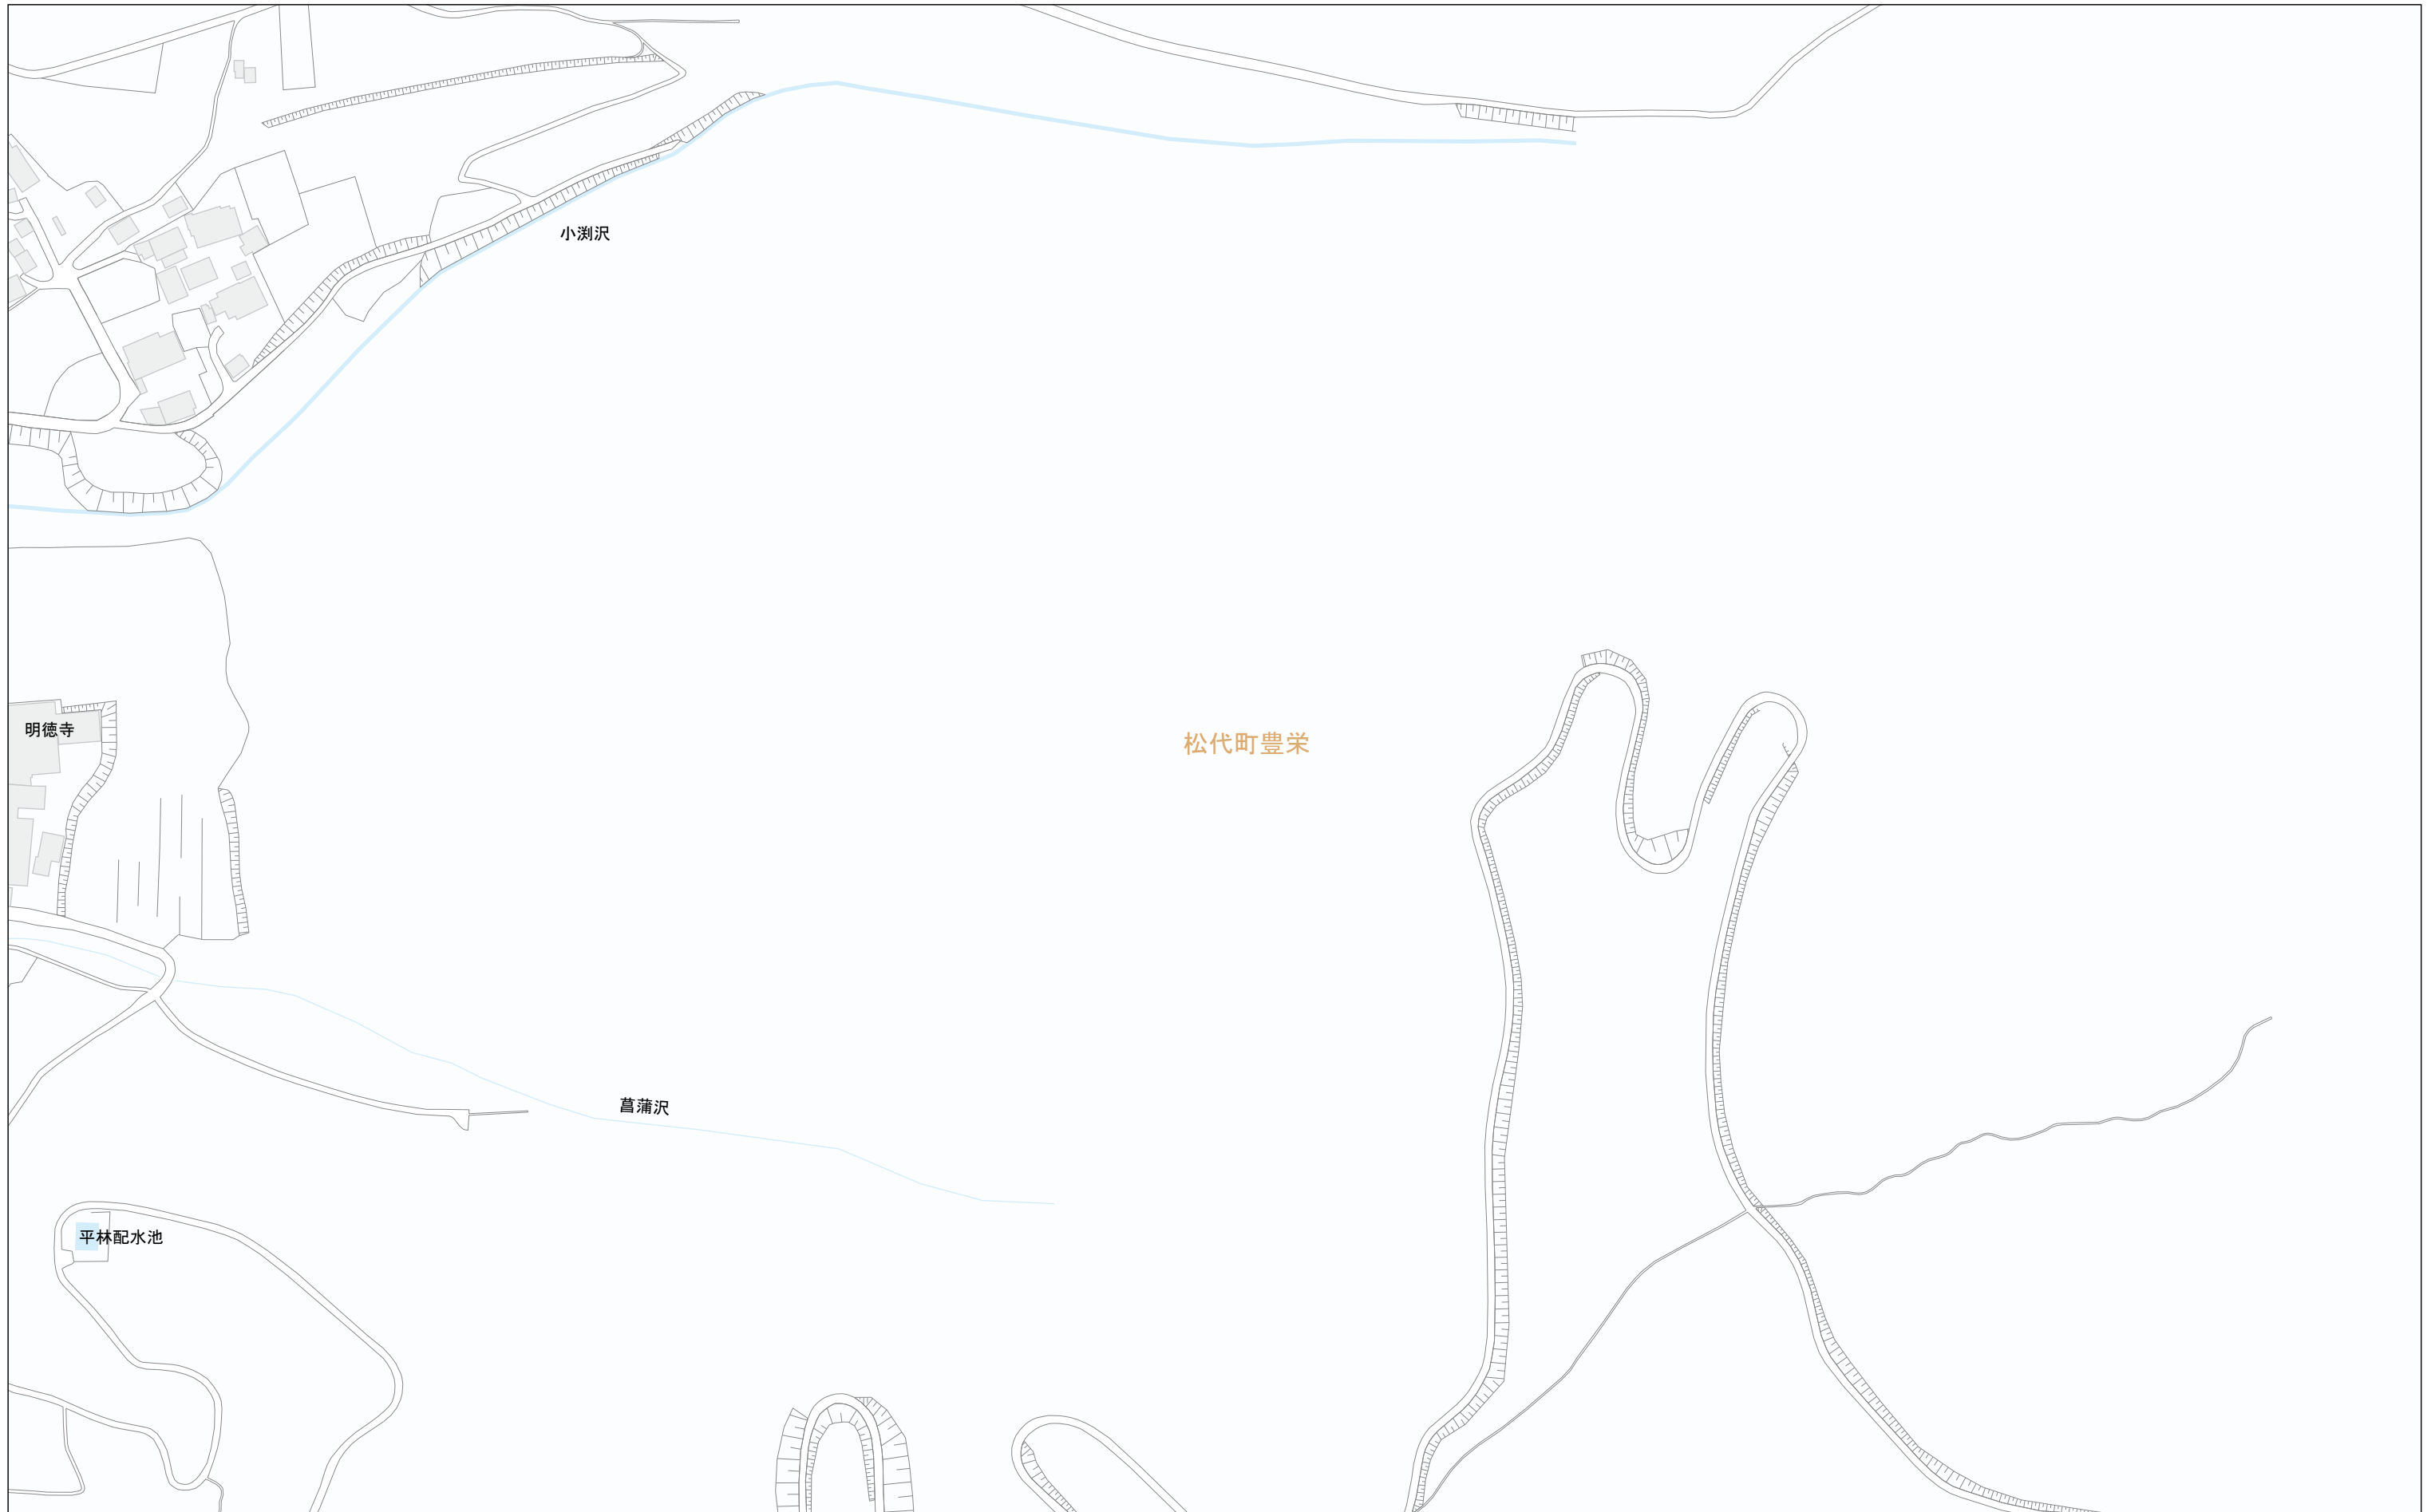 小渕沢
明徳寺
松代町豊栄
菖蒲沢
平林配水池